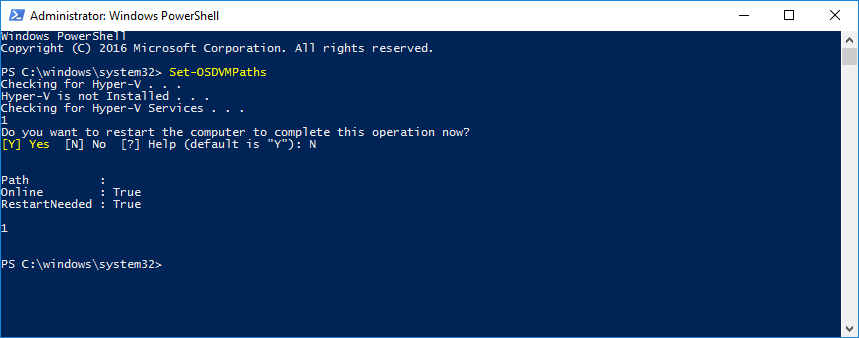 Administrator: Windows PowerShell
Windows PowerShell
Copyright (C) 2016 Microsoft Corporation. All rights reserved.
PS C:\windows\system32> Set-OSDVMPaths
Checking for Hyper-V . . .
Hyper-V is not Installed . . .
Checking for Hyper-V Services . . .
1
Do you want to restart the computer to complete this operation now?
[Y] Yes  [N] No  [?] Help (default is "Y"): N
Path          :
Online        : True
RestartNeeded : True
1
PS C:\windows\system32>